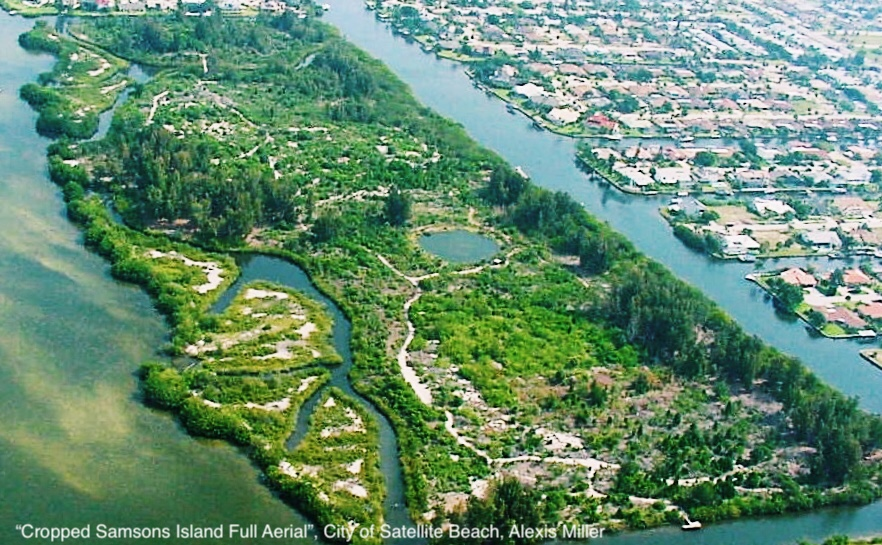 “Cropped Samsons Island Full Aerial”, City of Satellite Beach, Alexis Miller